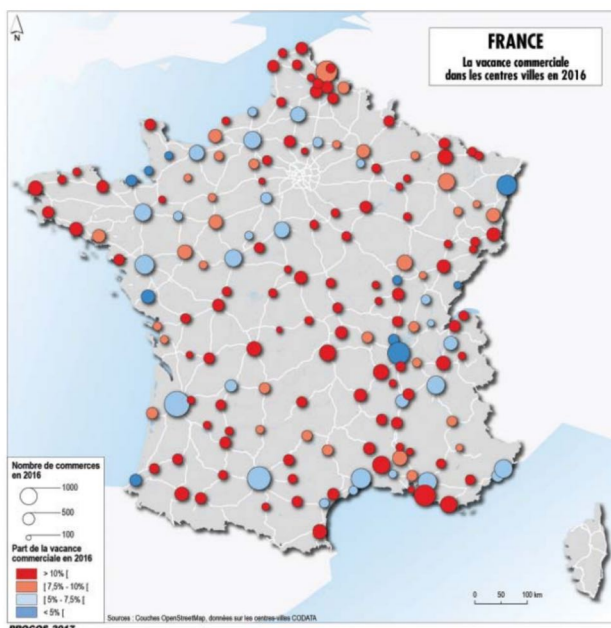 N
FRANCE
La vacance commerciale
dans les centres villes en 2016
Nombre de commerces
en 2016
1000
500
100
Part de la vacance
commerciale en 2016
> 10% [
[ 7,5% - 10% [
[ 5% - 7,5% [
< 5% [
0 50 100 km
Sources : Couches OpenStreetMap, données sur les centres-villes CODATA
PROCOS, 2017